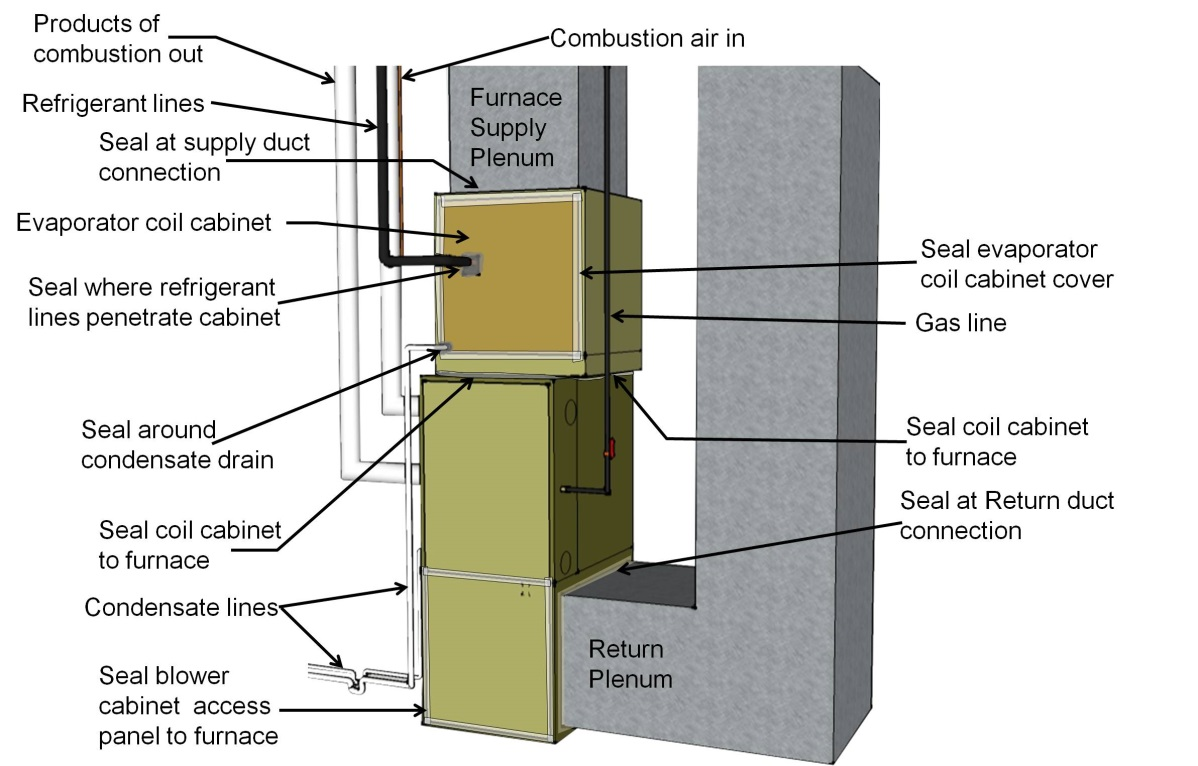 Products of
combustion out
Combustion air in
Refrigerant lines
Furnace
Supply
Plenum
Seal at supply duct
connection
Evaporator coil cabinet
Seal evaporator
coil cabinet cover
Seal where refrigerant
lines penetrate cabinet
Gas line
Seal around
condensate drain
Seal coil cabinet
to furnace
Seal at Return duct
connection
Seal coil cabinet
to furnace
Condensate lines
Return
Plenum
Seal blower
cabinet access
panel to furnace